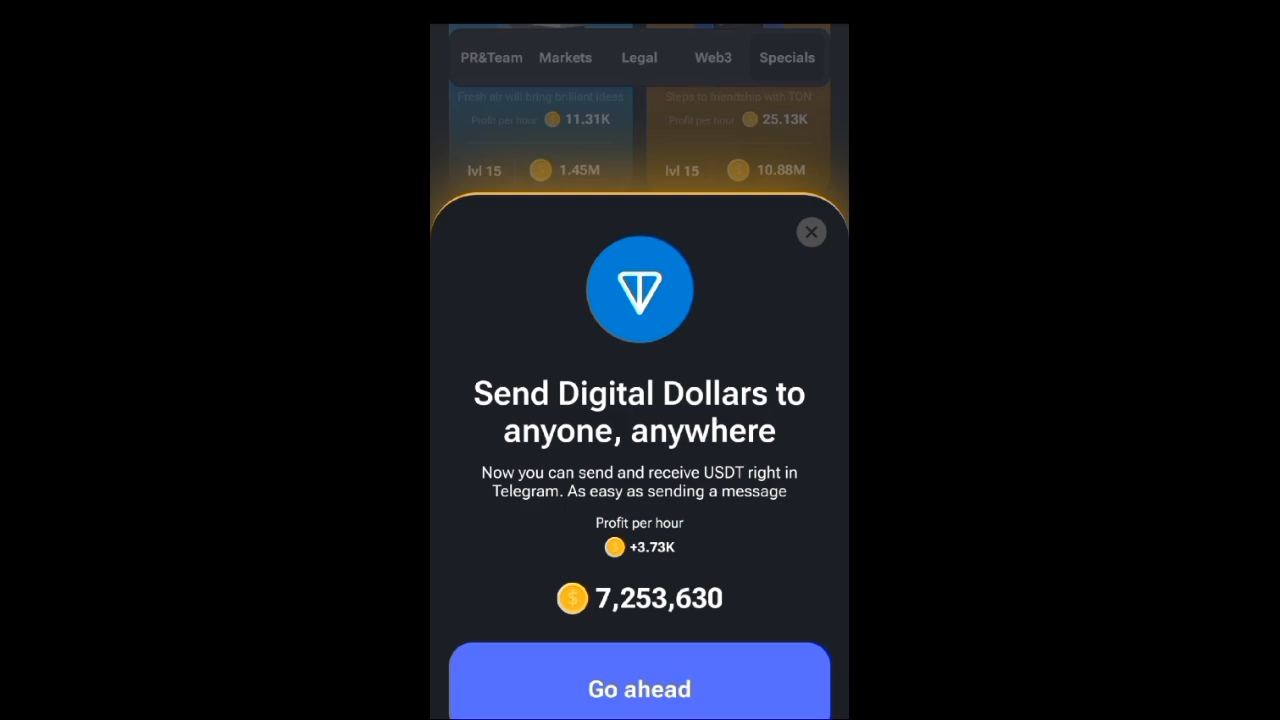 PR&Team Markets Legal Web3 Specials
Fresh air will bring brilliant ideas Steps to friendship with TON
Profit per hour 11.31K Profit per hour 25.13K
lvl 15 1.45M lvl 15 10.88M
Send Digital Dollars to
anyone, anywhere
Now you can send and receive USDT right in
Telegram. As easy as sending a message
Profit per hour
+3.73K
7,253,630
Go ahead